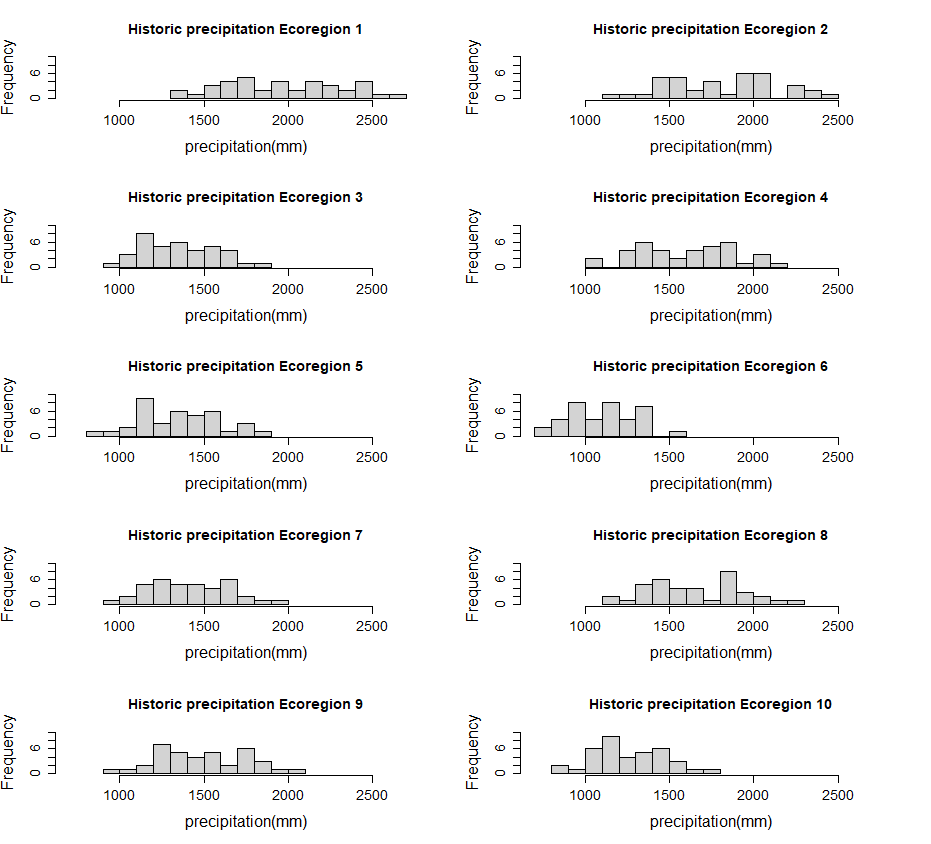 Historic precipitation Ecoregion 1
Frequency
0 6
1000 1500 2000 2500
precipitation(mm)
Historic precipitation Ecoregion 2
Frequency
0 6
1000 1500 2000 2500
precipitation(mm)
Historic precipitation Ecoregion 3
Frequency
0 6
1000 1500 2000 2500
precipitation(mm)
Historic precipitation Ecoregion 4
Frequency
0 6
1000 1500 2000 2500
precipitation(mm)
Historic precipitation Ecoregion 5
Frequency
0 6
1000 1500 2000 2500
precipitation(mm)
Historic precipitation Ecoregion 6
Frequency
0 6
1000 1500 2000 2500
precipitation(mm)
Historic precipitation Ecoregion 7
Frequency
0 6
1000 1500 2000 2500
precipitation(mm)
Historic precipitation Ecoregion 8
Frequency
0 6
1000 1500 2000 2500
precipitation(mm)
Historic precipitation Ecoregion 9
Frequency
0 6
1000 1500 2000 2500
precipitation(mm)
Historic precipitation Ecoregion 10
Frequency
0 6
1000 1500 2000 2500
precipitation(mm)